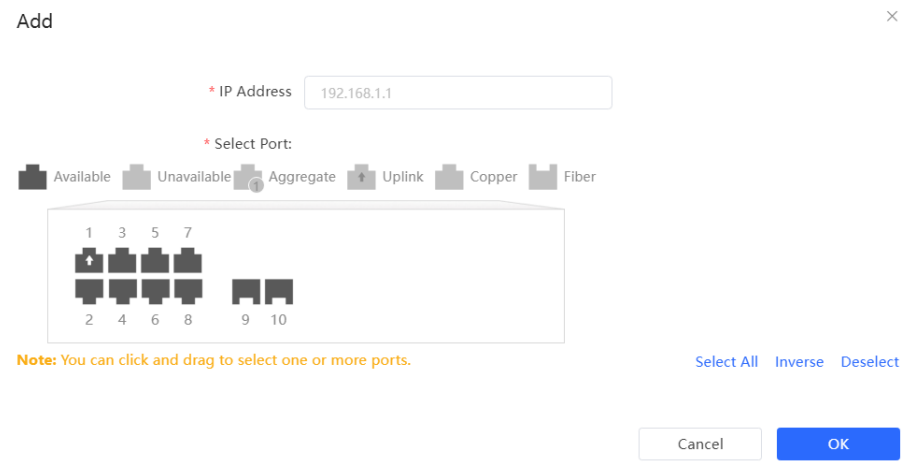 Add
* IP Address 192.168.1.1
* Select Port:
Available Unavailable 1 Aggregate Uplink Copper Fiber
1 3 5 7
2 4 6 8 9 10
Note: You can click and drag to select one or more ports.
Select All Inverse Deselect
Cancel OK